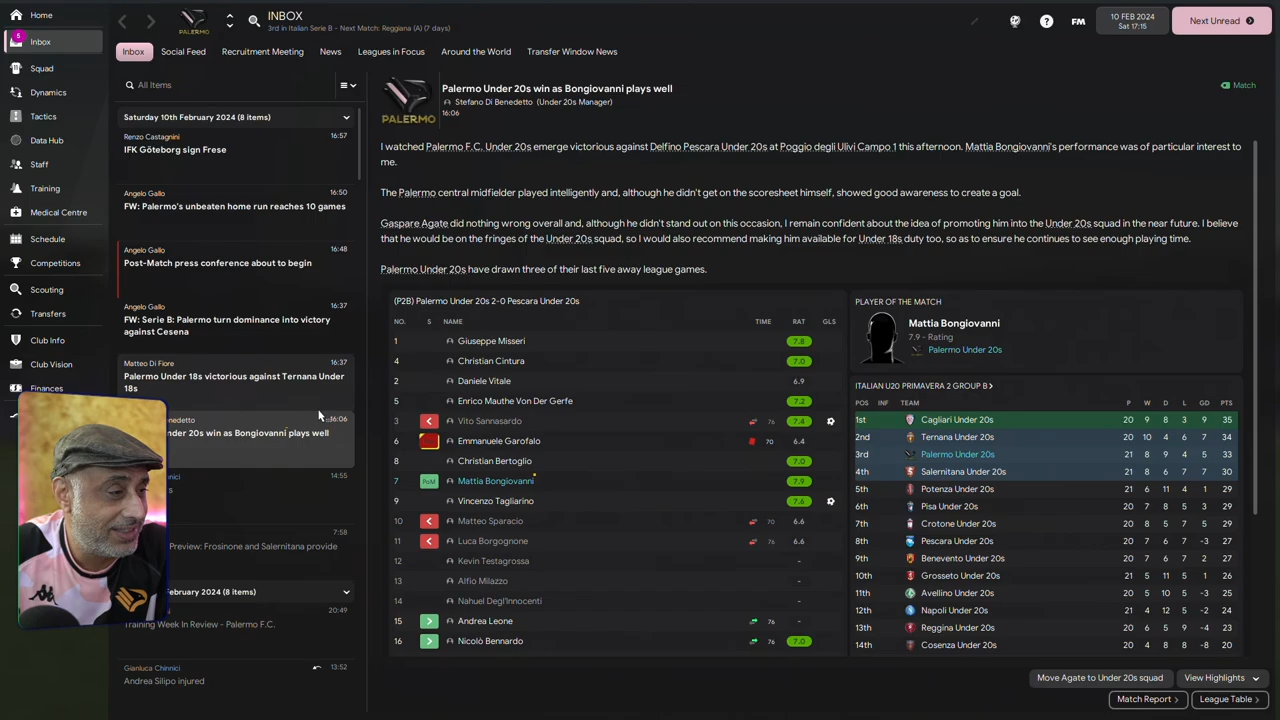 Home
5
Inbox
Squad
Dynamics
Tactics
Data Hub
Staff
Training
Medical Centre
Schedule
Competitions
Scouting
Transfers
Club Info
Club Vision
Finances
PALERMO
INBOX
3rd in Italian Serie B - Next Match: Reggiana (A) (7 days)
?
FM
10 FEB 2024
Sat 17:15
Next Unread
Inbox
Social Feed
Recruitment Meeting
News
Leagues in Focus
Around the World
Transfer Window News
All Items
Saturday 10th February 2024 (8 items)
Renzo Castagnini 16:57
IFK Göteborg sign Frese
Angelo Gallo 16:50
FW: Palermo's unbeaten home run reaches 10 games
Angelo Gallo 16:48
Post-Match press conference about to begin
Angelo Gallo 16:37
FW: Serie B: Palermo turn dominance into victory
against Cesena
Matteo Di Fiore 16:37
Palermo Under 18s victorious against Ternana Under
18s
nedetto 16:06
nder 20s win as Bongiovanni plays well
nici 14:55
s
7:58
Preview: Frosinone and Salernitana provide
ebruary 2024 (8 items)
20:49
Training Week In Review - Palermo F.C.
Gianluca Chinnici 13:52
Andrea Silipo injured
PALERMO
Palermo Under 20s win as Bongiovanni plays well
Stefano Di Benedetto (Under 20s Manager)
16:06
Match
I watched Palermo F.C. Under 20s emerge victorious against Delfino Pescara Under 20s at Poggio degli Ulivi Campo 1 this afternoon. Mattia Bongiovanni's performance was of particular interest to
me.
The Palermo central midfielder played intelligently and, although he didn't get on the scoresheet himself, showed good awareness to create a goal.
Gaspare Agate did nothing wrong overall and, although he didn't stand out on this occasion, I remain confident about the idea of promoting him into the Under 20s squad in the near future. I believe
that he would be on the fringes of the Under 20s squad, so I would also recommend making him available for Under 18s duty too, so as to ensure he continues to see enough playing time.
Palermo Under 20s have drawn three of their last five away league games.
(P2B) Palermo Under 20s 2-0 Pescara Under 20s
NO. S NAME TIME RAT GLS
1 Giuseppe Misseri 7.8
4 Christian Cintura 7.0
2 Daniele Vitale 6.9
5 Enrico Mauthe Von Der Gerfe 7.2
3 Vito Sannasardo 76 7.4
6 Emmanuele Garofalo 70 6.4
8 Christian Bertoglio 7.0
7 PoM Mattia Bongiovanni 7.9
9 Vincenzo Tagliarino 7.6
10 Matteo Sparacio 70 6.6
11 Luca Borgognone 76 6.6
12 Kevin Testagrossa -
13 Alfio Milazzo -
14 Nahuel Degl'Innocenti -
15 Andrea Leone 76 -
16 Nicolò Bennardo 76 7.0
PLAYER OF THE MATCH
Mattia Bongiovanni
7.9 - Rating
Palermo Under 20s
ITALIAN U20 PRIMAVERA 2 GROUP B
POS INF TEAM P W D L GD PTS
1st Cagliari Under 20s 20 9 8 3 9 35
2nd Ternana Under 20s 20 10 4 6 7 34
3rd Palermo Under 20s 21 8 9 4 5 33
4th Salernitana Under 20s 21 8 6 7 7 30
5th Potenza Under 20s 21 6 11 4 1 29
6th Pisa Under 20s 20 7 8 5 3 29
7th Crotone Under 20s 20 8 5 7 5 29
8th Pescara Under 20s 20 7 6 7 -3 27
9th Benevento Under 20s 20 7 6 7 2 27
10th Grosseto Under 20s 21 5 11 5 1 26
11th Avellino Under 20s 20 5 10 5 -3 25
12th Napoli Under 20s 21 4 12 5 -2 24
13th Reggina Under 20s 20 6 5 9 -4 23
14th Cosenza Under 20s 20 4 8 8 -8 20
Move Agate to Under 20s squad
View Highlights
Match Report
League Table